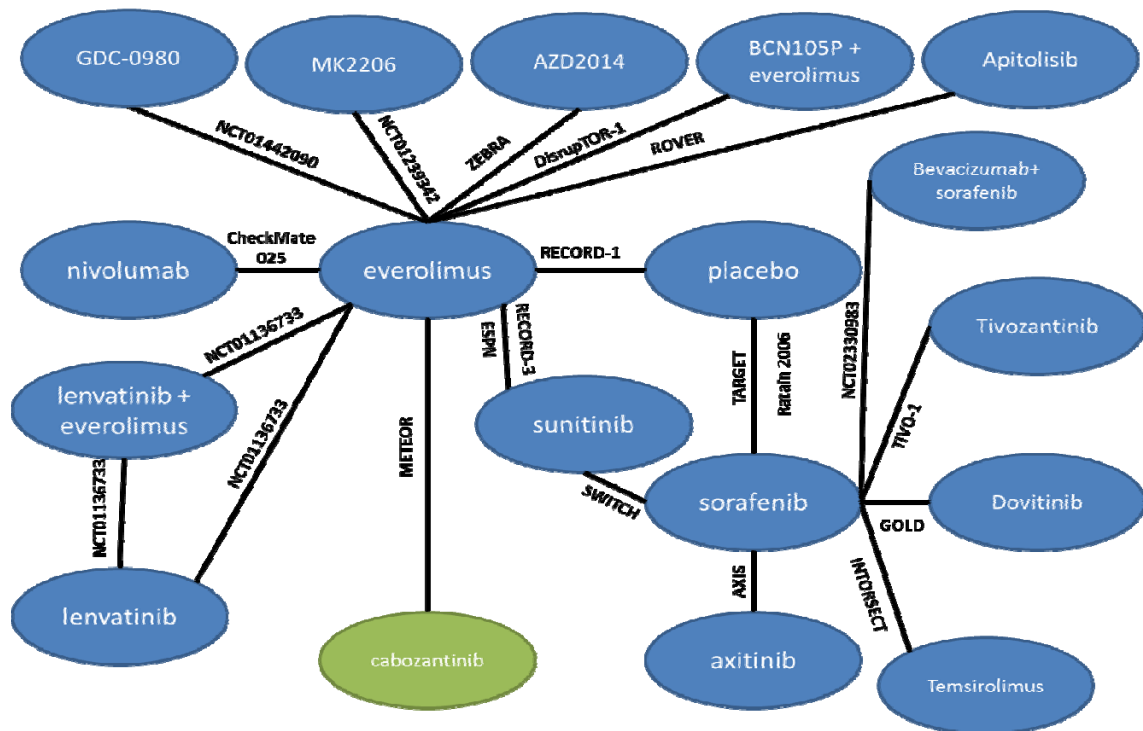 GDC-0980
MK2206
AZD2014
BCN105P +
everolimus
Apitolisib
NCT01442090
NCT01239342
ZEBRA
DisrupTOR-1
ROVER
Bevacizumab+
sorafenib
nivolumab
CheckMate
025
everolimus
RECORD-1
placebo
NCT02330983
Tivozantinib
NCT01136733
RECORD-3
ESPN
TARGET
Ratain 2006
TIVO-1
lenvatinib +
everolimus
NCT01136733
METEOR
sunitinib
SWITCH
sorafenib
GOLD
Dovitinib
NCT01136733
lenvatinib
cabozantinib
AXIS
axitinib
INTORSECT
Temsirolimus